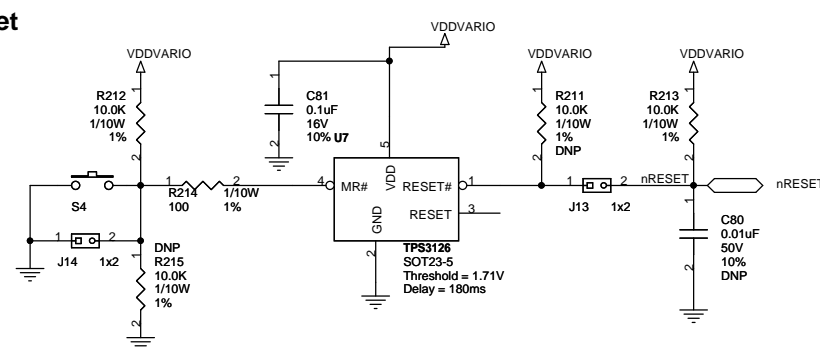 et
VDDVARIO
VDDVARIO
VDDVARIO
VDDVARIO
R212
10.0K
1/10W
1%
1
2
C81
0.1uF
16V
10%
U7
1
2
R211
10.0K
1/10W
1%
DNP
1
2
R213
10.0K
1/10W
1%
1
2
S4
1
R214
100
2
1/10W
1%
4
MR#
VDD
5
RESET#
1
RESET
3
GND
2
TPS3126
SOT23-5
Threshold = 1.71V
Delay = 180ms
1
2
J13
1x2
nRESET
nRESET
1
2
J14
1x2
DNP
R215
10.0K
1/10W
1%
1
2
C80
0.01uF
50V
10%
DNP
1
2